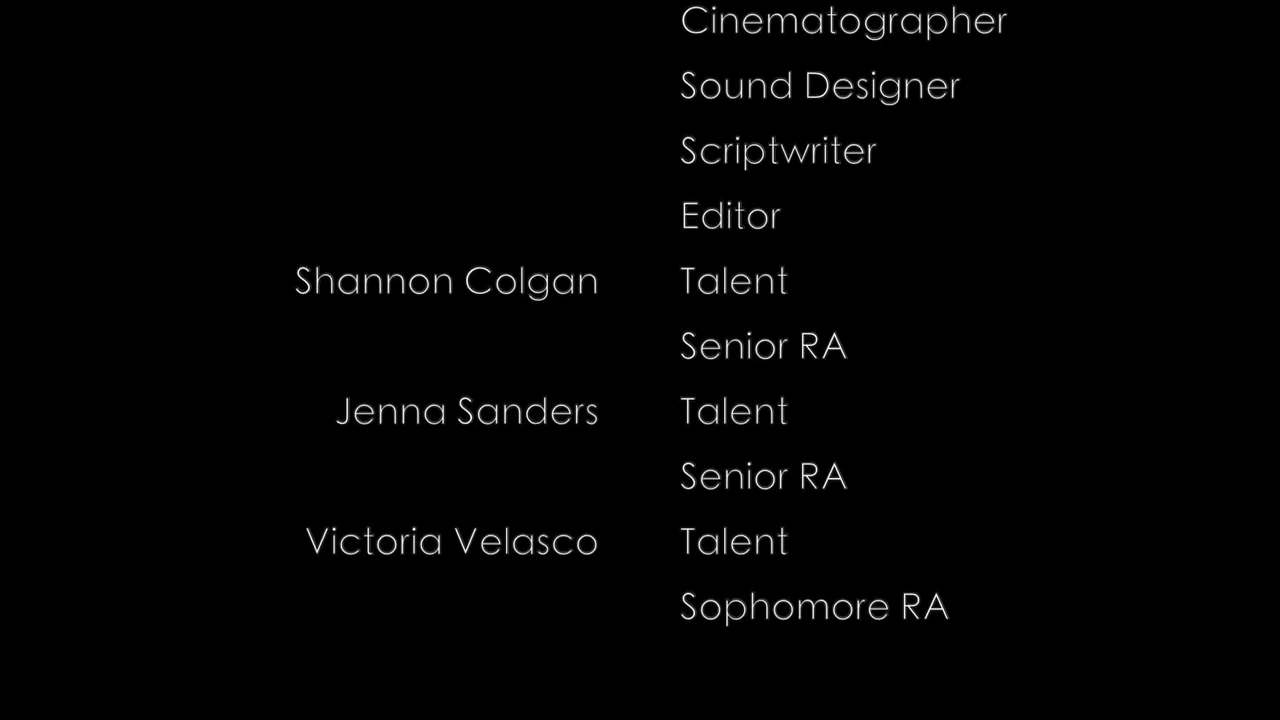 Cinematographer
Sound Designer
Scriptwriter
Editor
Shannon Colgan Talent
Senior RA
Jenna Sanders Talent
Senior RA
Victoria Velasco Talent
Sophomore RA